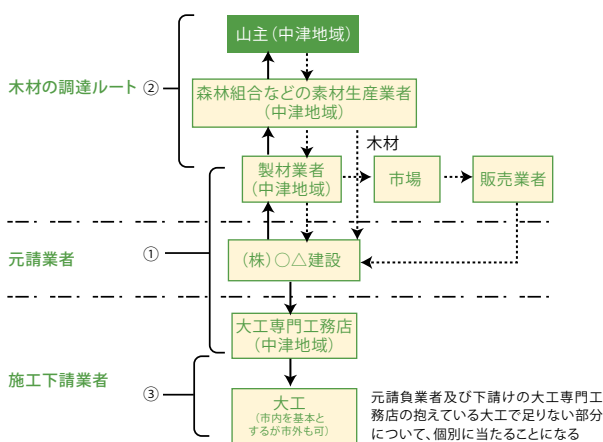 山主(中津地域)
木材の調達ルート ②
森林組合などの素材生産業者
(中津地域)
木材
製材業者
(中津地域)
市場
販売業者
①
元請業者
(株)○△建設
大工専門工務店
(中津地域)
施工下請業者
③
大工
(市内を基本と
するが市外も可)
元請負業者及び下請けの大工専門工
務店の抱えている大工で足りない部分
について、個別に当たることになる